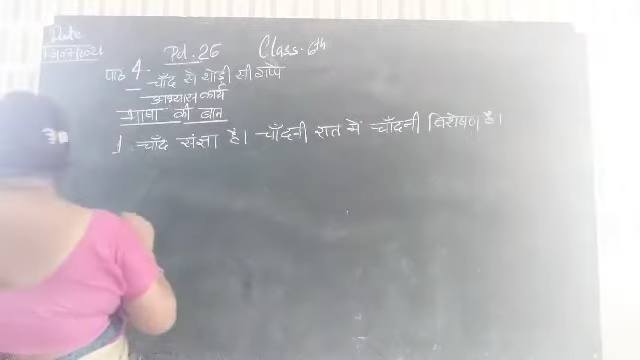 Date
Pd. 26 Class. 6th
पाठ 4. चाँद से थोड़ी सी गप्पे
अभ्यास कार्य
भाषा की बात
1. चाँद संज्ञा है। चाँदनी रात में चाँदनी विशेषण है।